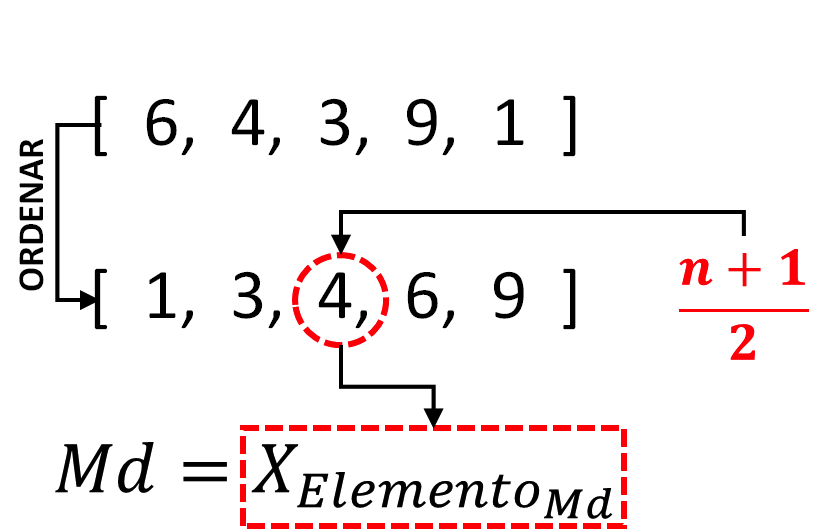 [ 6, 4, 3, 9, 1 ]
ORDENAR
[ 1, 3, 4, 6, 9 ]
n + 1
2
Md = X_Elemento_Md